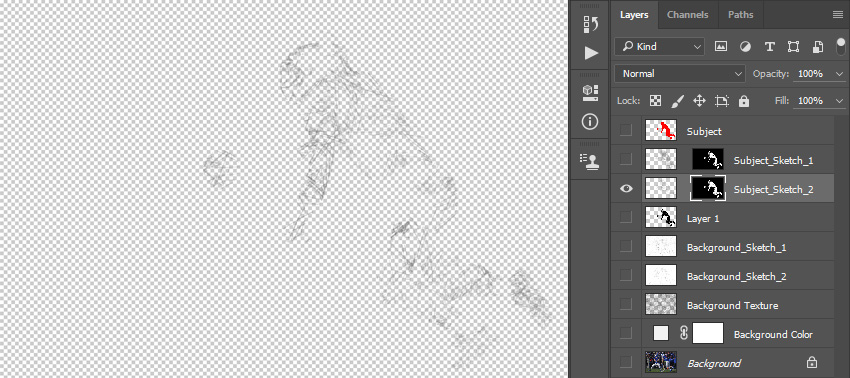 Layers Channels Paths
Kind
Normal Opacity: 100%
Lock: Fill: 100%
Subject
Subject_Sketch_1
Subject_Sketch_2
Layer 1
Background_Sketch_1
Background_Sketch_2
Background Texture
Background Color
Background